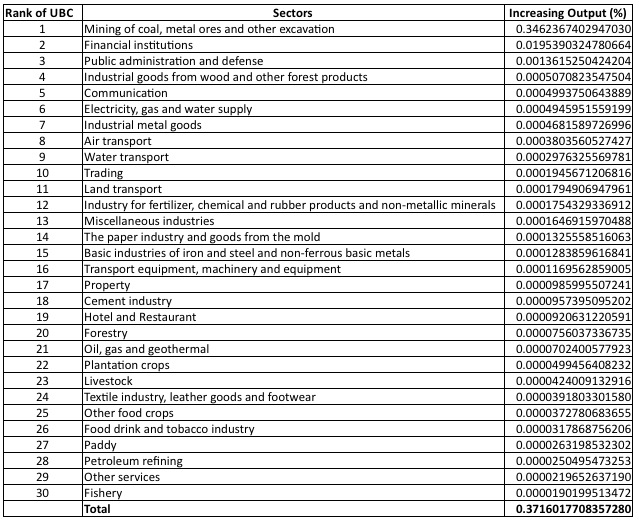 Rank of UBC Sectors Increasing Output (%)
1 Mining of coal, metal ores and other excavation 0.3462367402947030
2 Financial institutions 0.0195390324780664
3 Public administration and defense 0.0013615250424204
4 Industrial goods from wood and other forest products 0.0005070823547504
5 Communication 0.0004993750643889
6 Electricity, gas and water supply 0.0004945951559199
7 Industrial metal goods 0.0004681589726996
8 Air transport 0.0003803560527427
9 Water transport 0.0002976325569781
10 Trading 0.0001945671206816
11 Land transport 0.0001794906947961
12 Industry for fertilizer, chemical and rubber products and non-metallic minerals 0.0001754329336912
13 Miscellaneous industries 0.0001646915970488
14 The paper industry and goods from the mold 0.0001325558516063
15 Basic industries of iron and steel and non-ferrous basic metals 0.0001283859616841
16 Transport equipment, machinery and equipment 0.0001169562859005
17 Property 0.0000985995507241
18 Cement industry 0.0000957395095202
19 Hotel and Restaurant 0.0000920631220591
20 Forestry 0.0000756037336735
21 Oil, gas and geothermal 0.0000702400577923
22 Plantation crops 0.0000499456408232
23 Livestock 0.0000424009132916
24 Textile industry, leather goods and footwear 0.0000391803301580
25 Other food crops 0.0000372780683655
26 Food drink and tobacco industry 0.0000317868756206
27 Paddy 0.0000263198532302
28 Petroleum refining 0.0000250495473253
29 Other services 0.0000219652637190
30 Fishery 0.0000190199513472
Total 0.3716017708357280